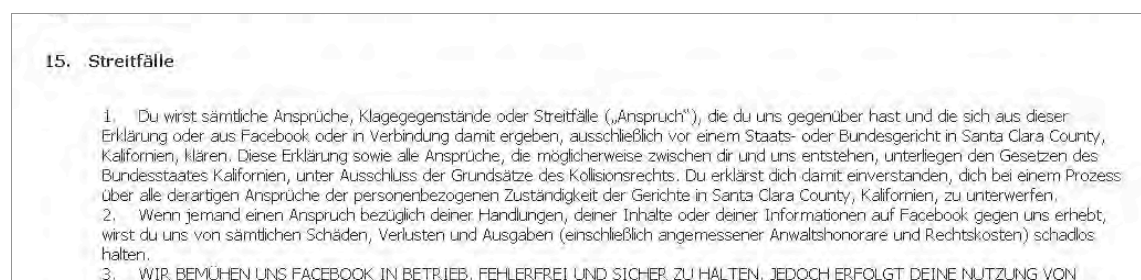 15. Streitfälle
1. Du wirst sämtliche Ansprüche, Klagegegenstände oder Streitfälle („Anspruch“), die du uns gegenüber hast und die sich aus dieser
Erklärung oder aus Facebook oder in Verbindung damit ergeben, ausschließlich vor einem Staats- oder Bundesgericht in Santa Clara County,
Kalifornien, klären. Diese Erklärung sowie alle Ansprüche, die möglicherweise zwischen dir und uns entstehen, unterliegen den Gesetzen des
Bundesstaates Kalifornien, unter Ausschluss der Grundsätze des Kollisionsrechts. Du erklärst dich damit einverstanden, dich bei einem Prozess
über alle derartigen Ansprüche der personenbezogenen Zuständigkeit der Gerichte in Santa Clara County, Kalifornien, zu unterwerfen.
2. Wenn jemand einen Anspruch bezüglich deiner Handlungen, deiner Inhalte oder deiner Informationen auf Facebook gegen uns erhebt,
wirst du uns von sämtlichen Schäden, Verlusten und Ausgaben (einschließlich angemessener Anwaltshonorare und Rechtskosten) schadlos
halten.
3. WIR BEMÜHEN UNS FACEBOOK IN BETRIEB, FEHLERFREI UND SICHER ZU HALTEN, JEDOCH ERFOLGT DEINE NUTZUNG VON